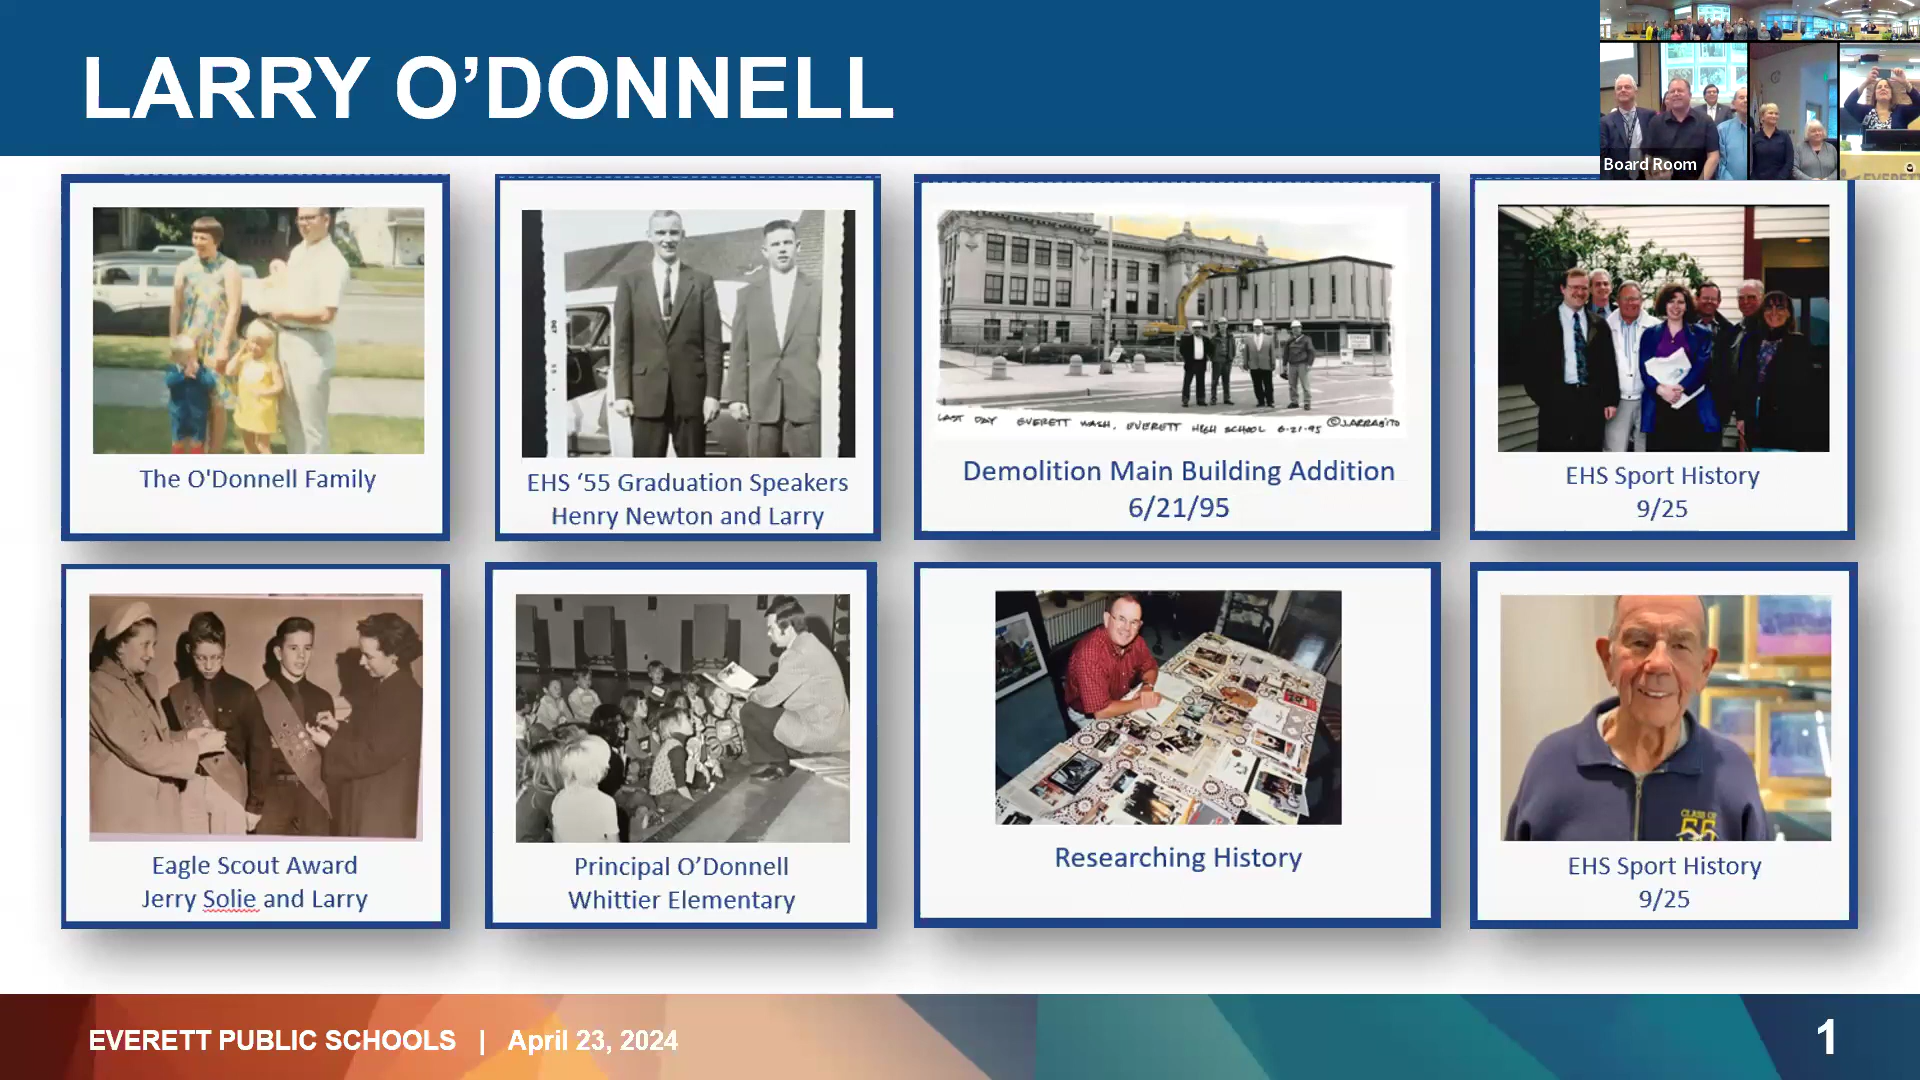 LARRY O’DONNELL
Board Room
The O'Donnell Family
EHS ‘55 Graduation Speakers
Henry Newton and Larry
LAST DAY EVERETT WASH. EVERETT HIGH SCHOOL 6-21-95
Demolition Main Building Addition
6/21/95
EHS Sport History
9/25
Eagle Scout Award
Jerry Solie and Larry
Principal O’Donnell
Whittier Elementary
Researching History
CLASS OF
55
EHS Sport History
9/25
EVERETT PUBLIC SCHOOLS | April 23, 2024
1